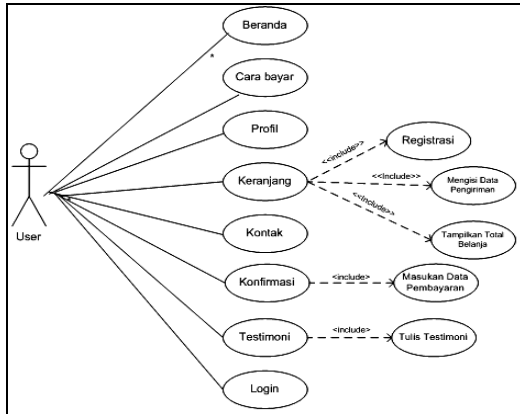 Beranda
*
Cara bayar
Profil
User
Keranjang
<<include>>
Registrasi
<<Include>>
Mengisi Data
Pengiriman
<<Include>>
Tampilkan Total
Belanja
Kontak
Konfirmasi
<include>
Masukan Data
Pembayaran
Testimoni
<include>
Tulis Testimoni
Login